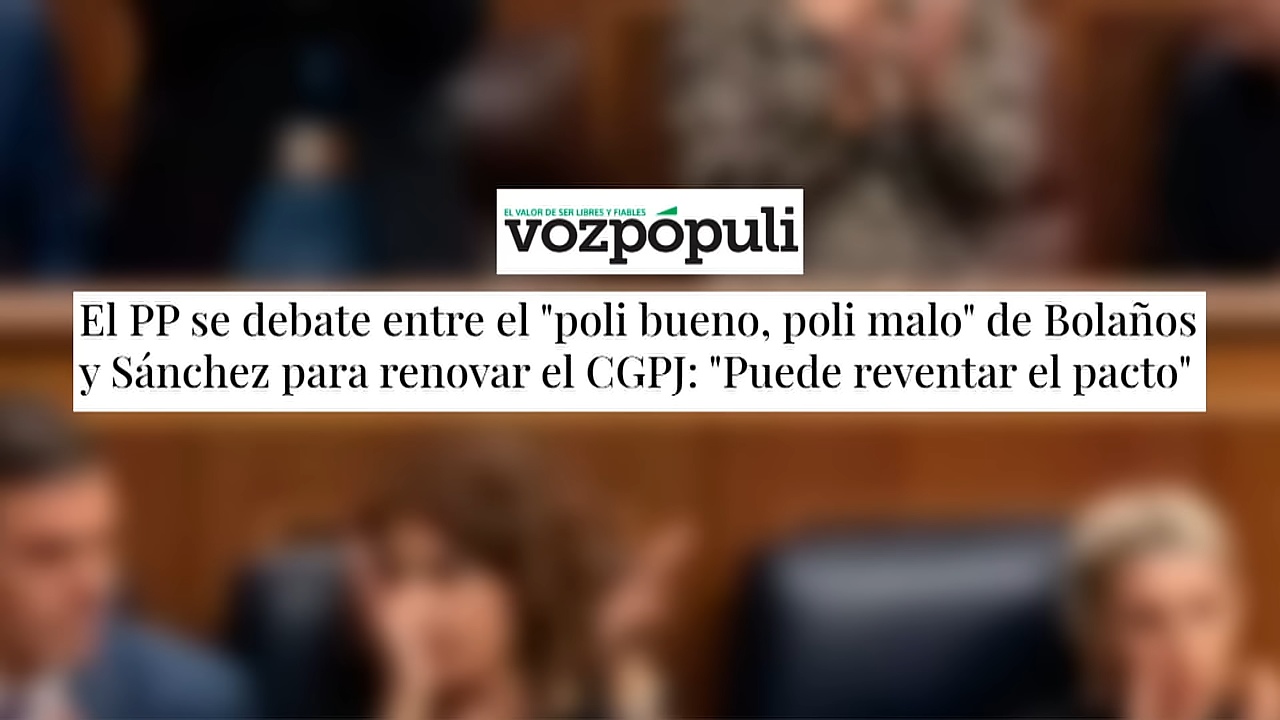 EL VALOR DE SER LIBRES Y FIABLES
vozpópuli
El PP se debate entre el "poli bueno, poli malo" de Bolaños
y Sánchez para renovar el CGPJ: "Puede reventar el pacto"